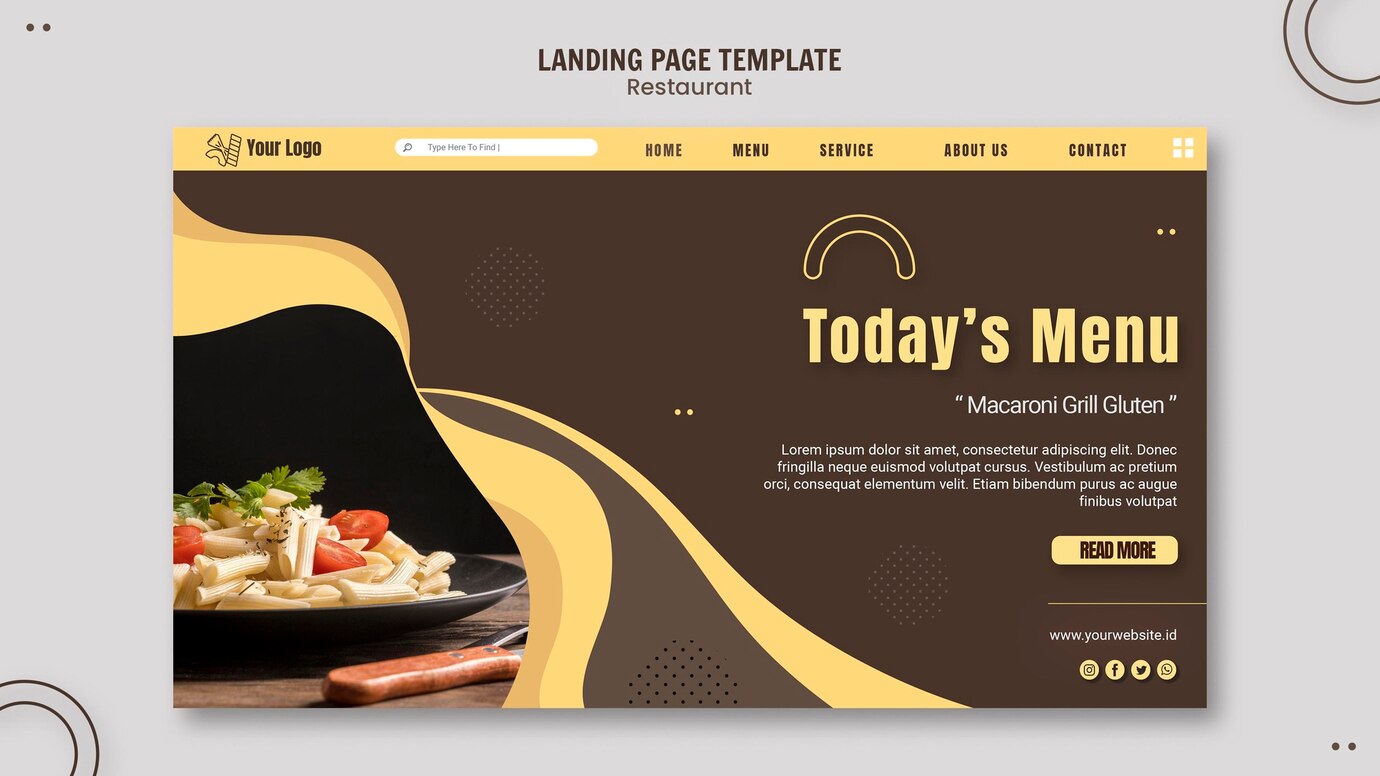 LANDING PAGE TEMPLATE
Restaurant
Your Logo
Type Here To Find |
HOME
MENU
SERVICE
ABOUT US
CONTACT
Today’s Menu
“ Macaroni Grill Gluten ”
Lorem ipsum dolor sit amet, consectetur adipiscing elit. Donec
fringilla neque euismod volutpat cursus. Vestibulum ac pretium
orci, consequat elementum velit. Etiam bibendum purus ac augue
finibus volutpat
READ MORE
www.yourwebsite.id